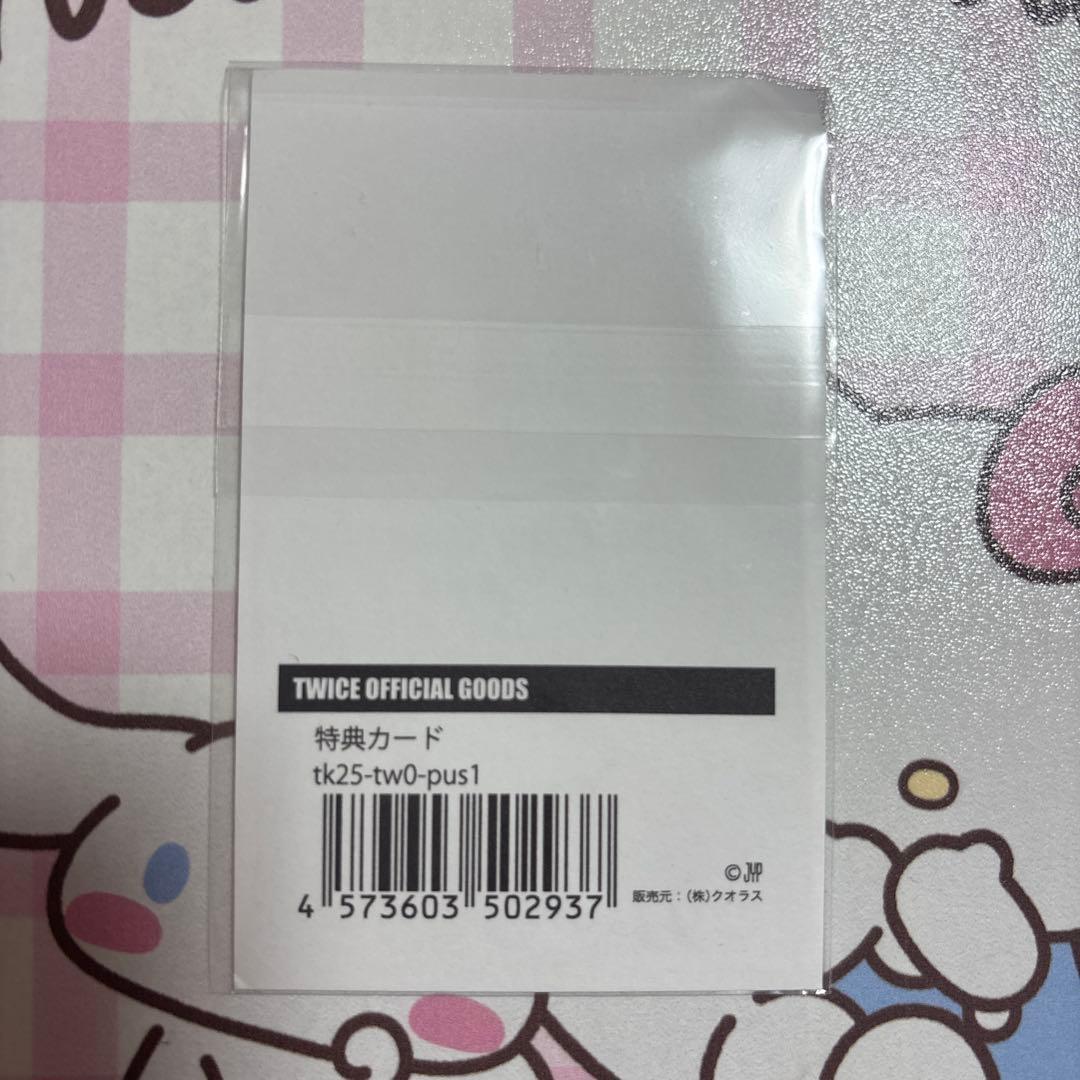 TWICE OFFICIAL GOODS
特典カード
tk25-tw0-pus1
4 573603 502937
© JYP
販売元：（株）クオラス